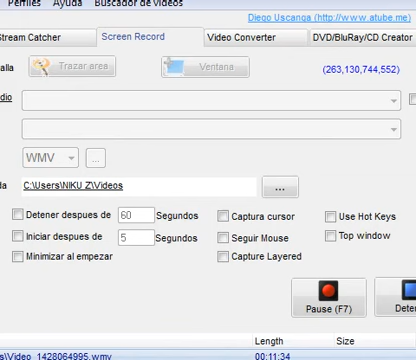 Perfiles Ayuda Buscador de videos
Diego Uscanga (http://www.atube.me)
Stream Catcher Screen Record Video Converter DVD/BluRay/CD Creator
alla Trazar area Ventana (263,130,744,552)
dio
WMV ...
da C:\Users\NIKU Z\Videos ...
Detener despues de 60 Segundos Captura cursor Use Hot Keys
Iniciar despues de 5 Segundos Seguir Mouse Top window
Minimizar al empezar Capture Layered
Pause (F7) Deten
Length Size
s\Video_1428064995.wmv 00:11:34